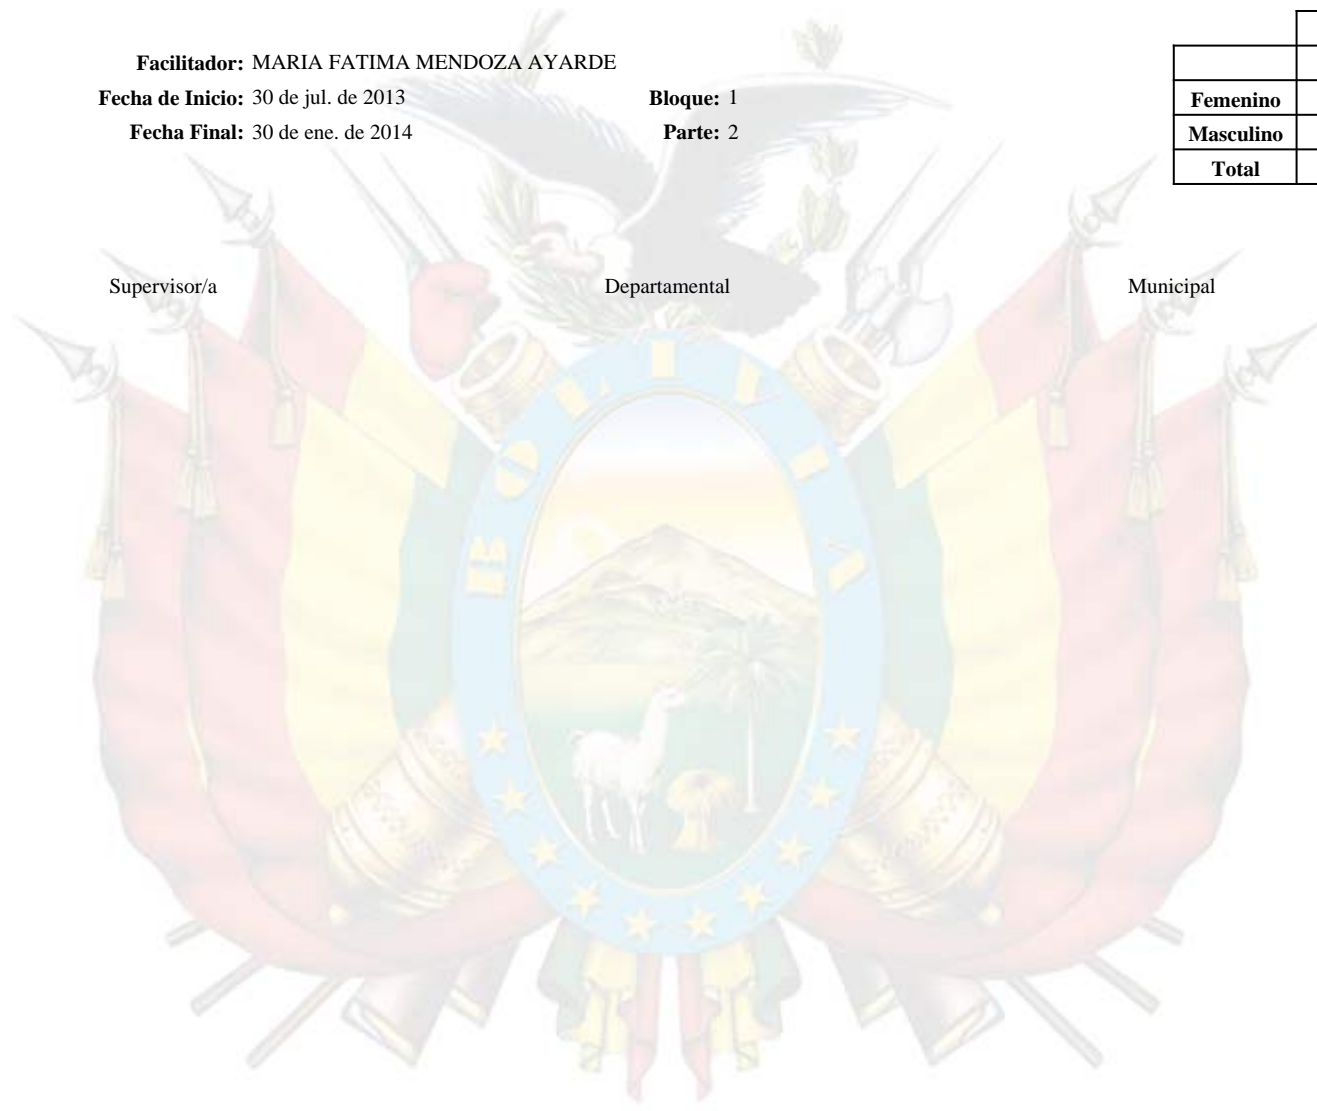 Facilitador: MARIA FATIMA MENDOZA AYARDE
Fecha de Inicio: 30 de jul. de 2013 Bloque: 1
Fecha Final: 30 de ene. de 2014 Parte: 2
Femenino
Masculino
Total
Supervisor/a Departamental Municipal
BOLIVIA